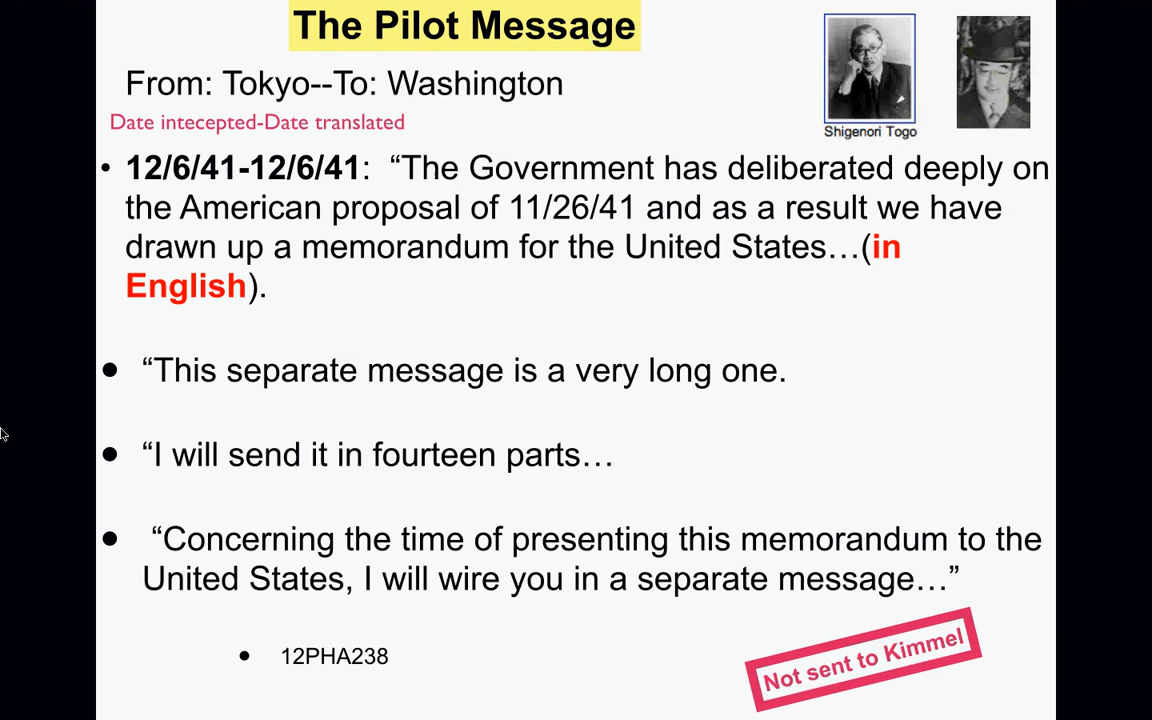 The Pilot Message
From: Tokyo--To: Washington
Date intecepted-Date translated
Shigenori Togo
• 12/6/41-12/6/41: “The Government has deliberated deeply on
the American proposal of 11/26/41 and as a result we have
drawn up a memorandum for the United States…(in
English).
● “This separate message is a very long one.
● “I will send it in fourteen parts…
● “Concerning the time of presenting this memorandum to the
United States, I will wire you in a separate message…”
● 12PHA238
Not sent to Kimmel